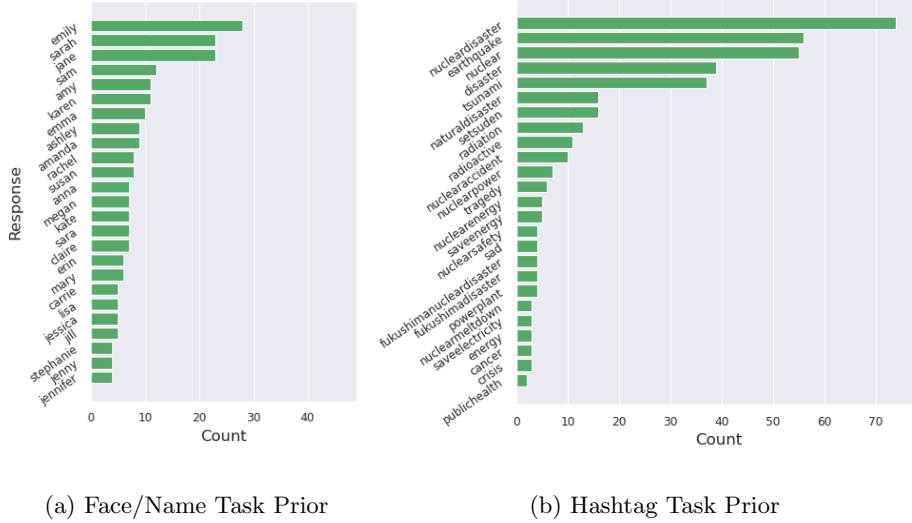 Response
emily
sarah
jane
sam
amy
karen
emma
ashley
amanda
rachel
susan
anna
megan
kate
sara
claire
erin
mary
carrie
lisa
jessica
jill
stephanie
jenny
jennifer
0 10 20 30 40
Count
nucleardisaster
earthquake
nuclear
disaster
tsunami
naturaldisaster
setsuden
radiation
radioactive
nuclearaccident
nuclearpower
tragedy
nuclearenergy
saveenergy
nuclearsafety
sad
fukushimanucleardisaster
fukushimadisaster
powerplant
nuclearmeltdown
saveelectricity
energy
cancer
crisis
publichealth
0 10 20 30 40 50 60 70
Count
(a) Face/Name Task Prior
(b) Hashtag Task Prior